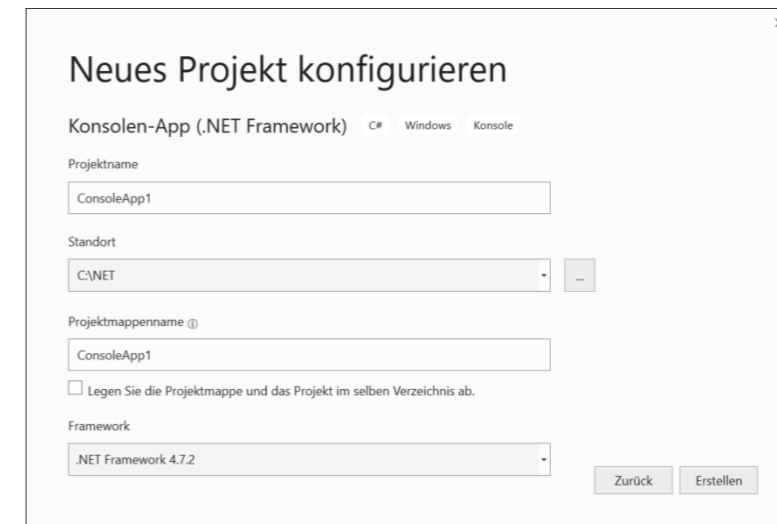 Neues Projekt konfigurieren
Konsolen-App (.NET Framework) C# Windows Konsole
Projektname
ConsoleApp1
Standort
C:\NET
...
Projektmappenname
ConsoleApp1
Legen Sie die Projektmappe und das Projekt im selben Verzeichnis ab.
Framework
.NET Framework 4.7.2
Zurück Erstellen